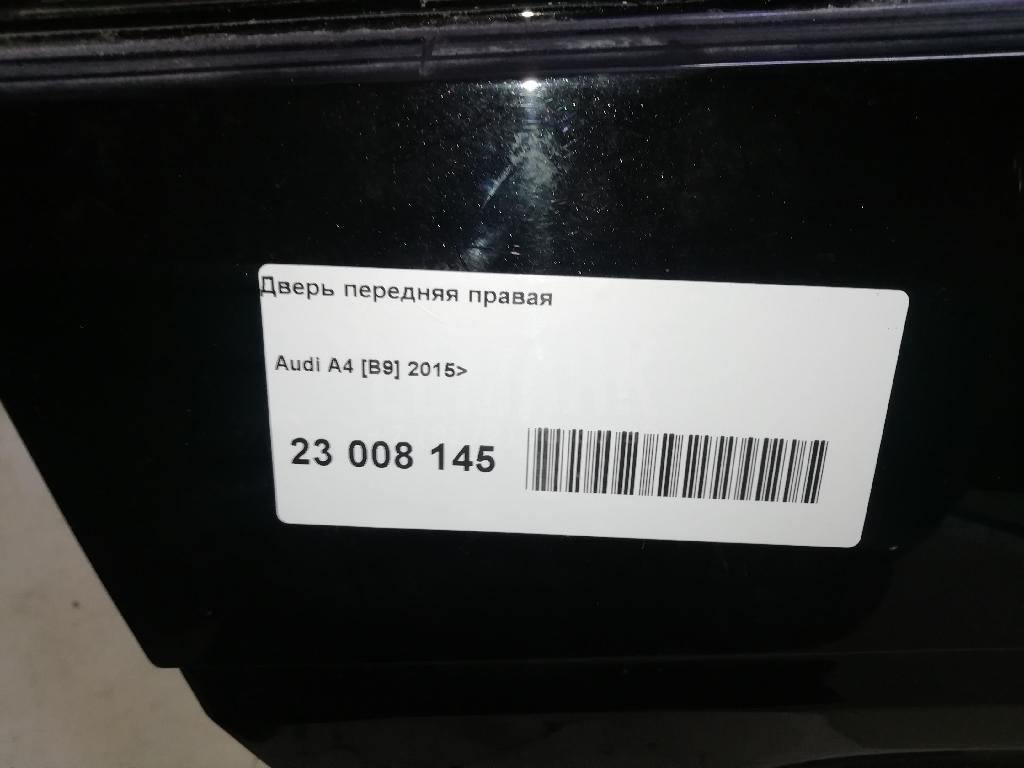 Дверь передняя правая
Audi A4 [B9] 2015>
23 008 145